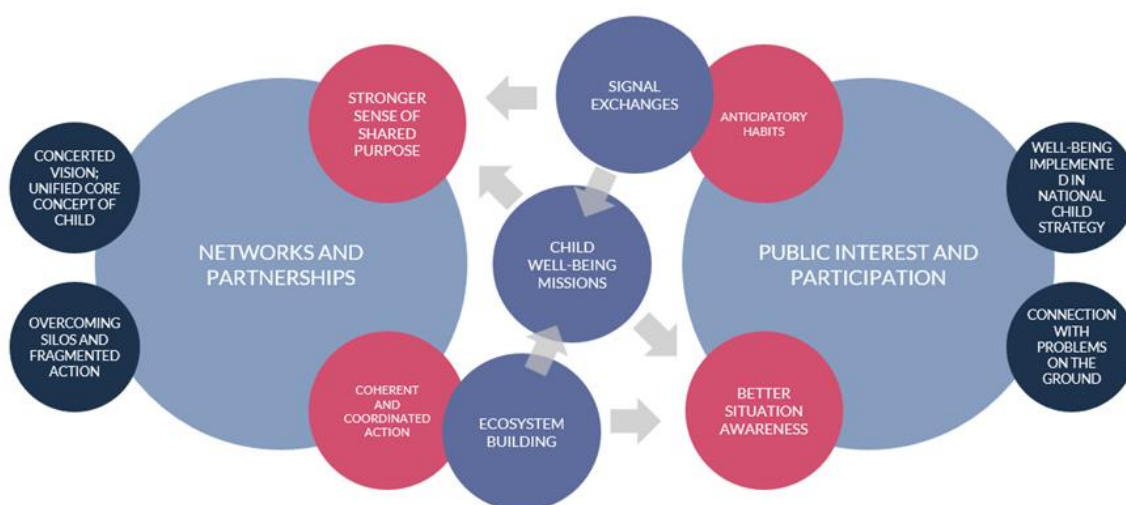 SIGNAL
EXCHANGES
STRONGER
SENSE OF
SHARED
PURPOSE
ANTICIPATORY
HABITS
CONCERTED
VISION;
UNIFIED CORE
CONCEPT OF
CHILD
WELL-BEING
IMPLEMENTE
D IN
NATIONAL
CHILD
STRATEGY
NETWORKS AND
PARTNERSHIPS
CHILD
WELL-BEING
MISSIONS
PUBLIC INTEREST AND
PARTICIPATION
OVERCOMING
SILOS AND
FRAGMENTED
ACTION
CONNECTION
WITH
PROBLEMS
ON THE
GROUND
COHERENT
AND
COORDINATED
ACTION
ECOSYSTEM
BUILDING
BETTER
SITUATION
AWARENESS